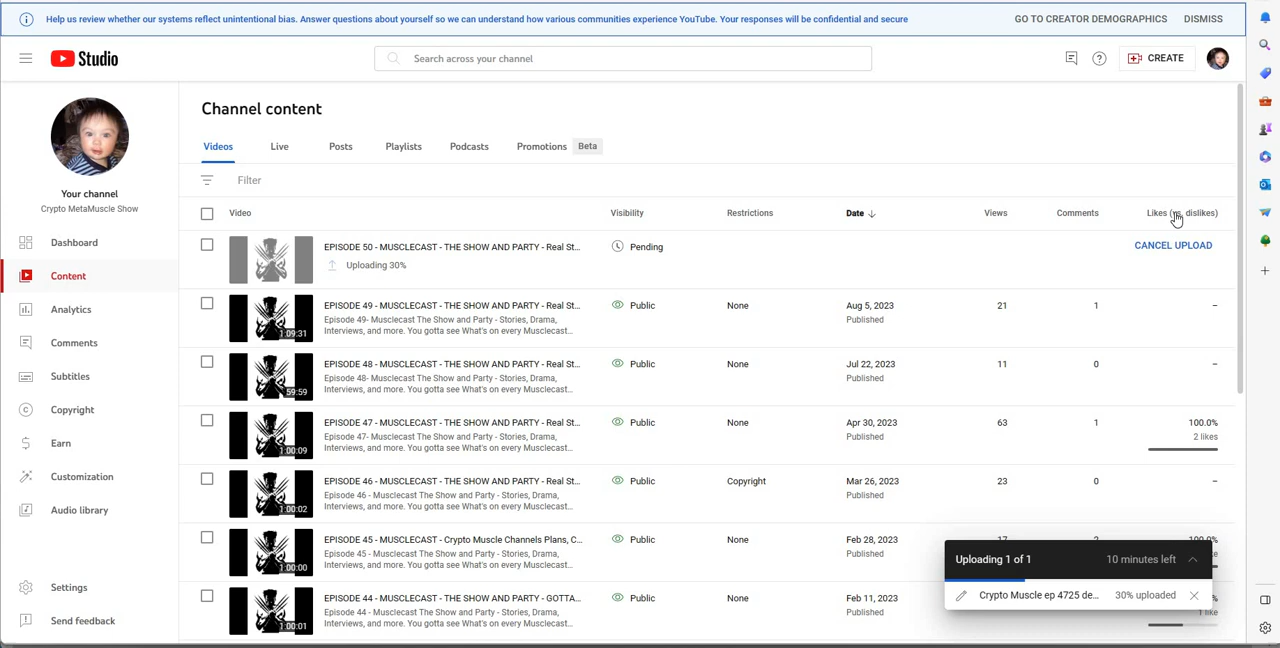 Help us review whether our systems reflect unintentional bias. Answer questions about yourself so we can understand how various communities experience YouTube. Your responses will be confidential and secure GO TO CREATOR DEMOGRAPHICS DISMISS
Studio Search across your channel CREATE
Channel content
Videos Live Posts Playlists Podcasts Promotions Beta
Your channel
Crypto MetaMuscle Show
Dashboard
Content
Analytics
Comments
Subtitles
Copyright
Earn
Customization
Audio library
Settings
Send feedback
Filter
Video Visibility Restrictions Date Views Comments Likes (vs. dislikes)
EPISODE 50 - MUSCLECAST - THE SHOW AND PARTY - Real St... Pending CANCEL UPLOAD
Uploading 30%
EPISODE 49 - MUSCLECAST - THE SHOW AND PARTY - Real St... Public None Aug 5, 2023 21 1 –
Episode 49- Musclecast The Show and Party - Stories, Drama, Published
Interviews, and more. You gotta see What's on every Musclecast...
1:09:31
EPISODE 48 - MUSCLECAST - THE SHOW AND PARTY - Real St... Public None Jul 22, 2023 11 0 –
Episode 48- Musclecast The Show and Party - Stories, Drama, Published
Interviews, and more. You gotta see What's on every Musclecast...
59:59
EPISODE 47 - MUSCLECAST - THE SHOW AND PARTY - Real St... Public None Apr 30, 2023 63 1 100.0%
Episode 47- Musclecast The Show and Party - Stories, Drama, Published 2 likes
Interviews, and more. You gotta see What's on every Musclecast...
1:00:09
EPISODE 46 - MUSCLECAST - THE SHOW AND PARTY - Real St... Public Copyright Mar 26, 2023 23 0 –
Episode 46 - Musclecast The Show and Party - Stories, Drama, Published
Interviews, and more. You gotta see What's on every Musclecast...
1:00:02
EPISODE 45 - MUSCLECAST - Crypto Muscle Channels Plans, C... Public None Feb 28, 2023
Episode 45 - Musclecast The Show and Party - Stories, Drama, Published
Interviews, and more. You gotta see What's on every Musclecast...
1:00:00
EPISODE 44 - MUSCLECAST - THE SHOW AND PARTY - GOTTA... Public None Feb 11, 2023
Episode 44 - Musclecast The Show and Party - Stories, Drama, Published 1 like
Interviews, and more. You gotta see What's on every Musclecast...
1:00:01
Uploading 1 of 1 10 minutes left
Crypto Muscle ep 4725 de... 30% uploaded